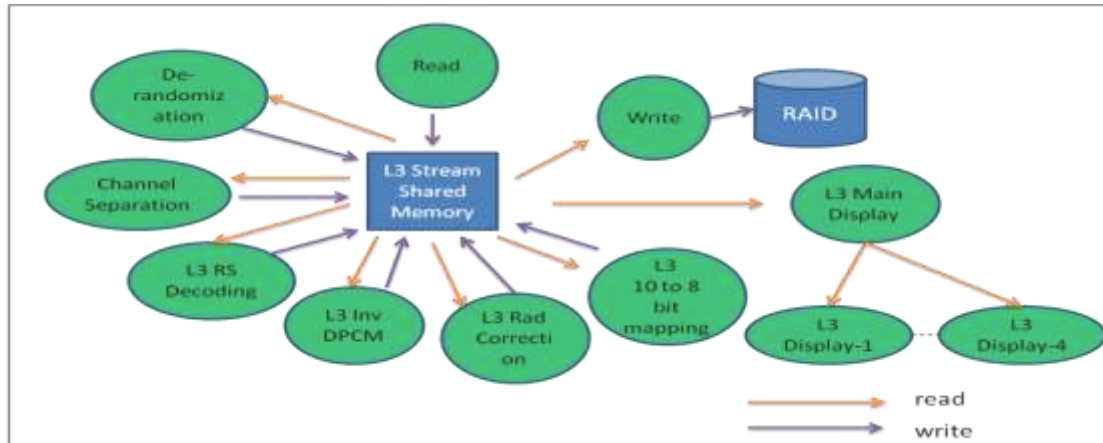 Read
De-
randomiz
ation
Write
RAID
L3 Stream
Shared
Memory
Channel
Separation
L3 Main
Display
L3 RS
Decoding
L3 Inv
DPCM
L3 Rad
Correcti
on
L3
10 to 8
bit
mapping
L3
Display-1
L3
Display-4
read
write